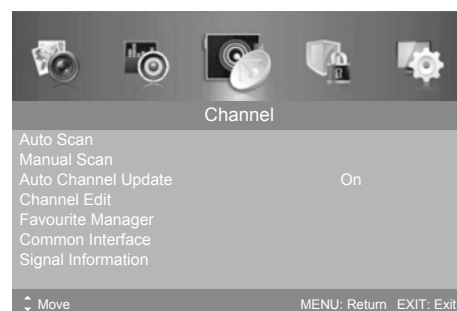 Channel
Auto Scan
Manual Scan
Auto Channel Update On
Channel Edit
Favourite Manager
Common Interface
Signal Information
Move MENU: Return EXIT: Exit